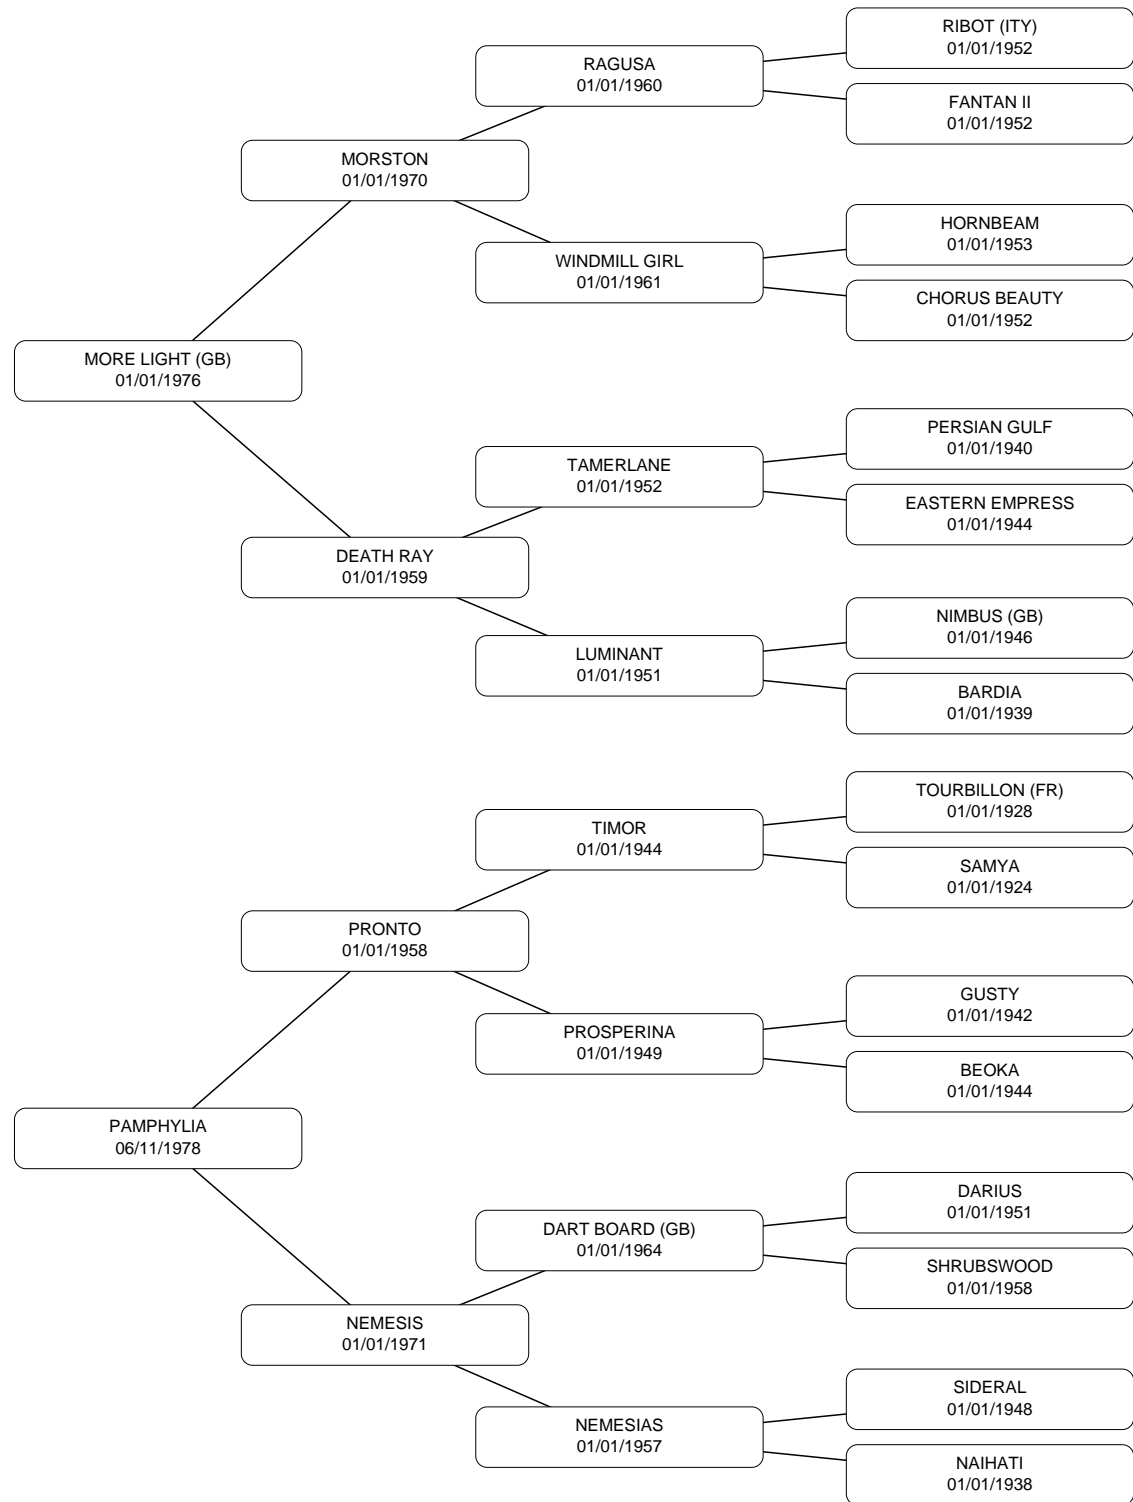 RIBOT (ITY)
01/01/1952
RAGUSA
01/01/1960
FANTAN II
01/01/1952
MORSTON
01/01/1970
HORNBEAM
01/01/1953
WINDMILL GIRL
01/01/1961
CHORUS BEAUTY
01/01/1952
MORE LIGHT (GB)
01/01/1976
PERSIAN GULF
01/01/1940
TAMERLANE
01/01/1952
EASTERN EMPRESS
01/01/1944
DEATH RAY
01/01/1959
NIMBUS (GB)
01/01/1946
LUMINANT
01/01/1951
BARDIA
01/01/1939
TOURBILLON (FR)
01/01/1928
TIMOR
01/01/1944
SAMYA
01/01/1924
PRONTO
01/01/1958
GUSTY
01/01/1942
PROSPERINA
01/01/1949
BEOKA
01/01/1944
PAMPHYLIA
06/11/1978
DARIUS
01/01/1951
DART BOARD (GB)
01/01/1964
SHRUBSWOOD
01/01/1958
NEMESIS
01/01/1971
SIDERAL
01/01/1948
NEMESIAS
01/01/1957
NAIHATI
01/01/1938